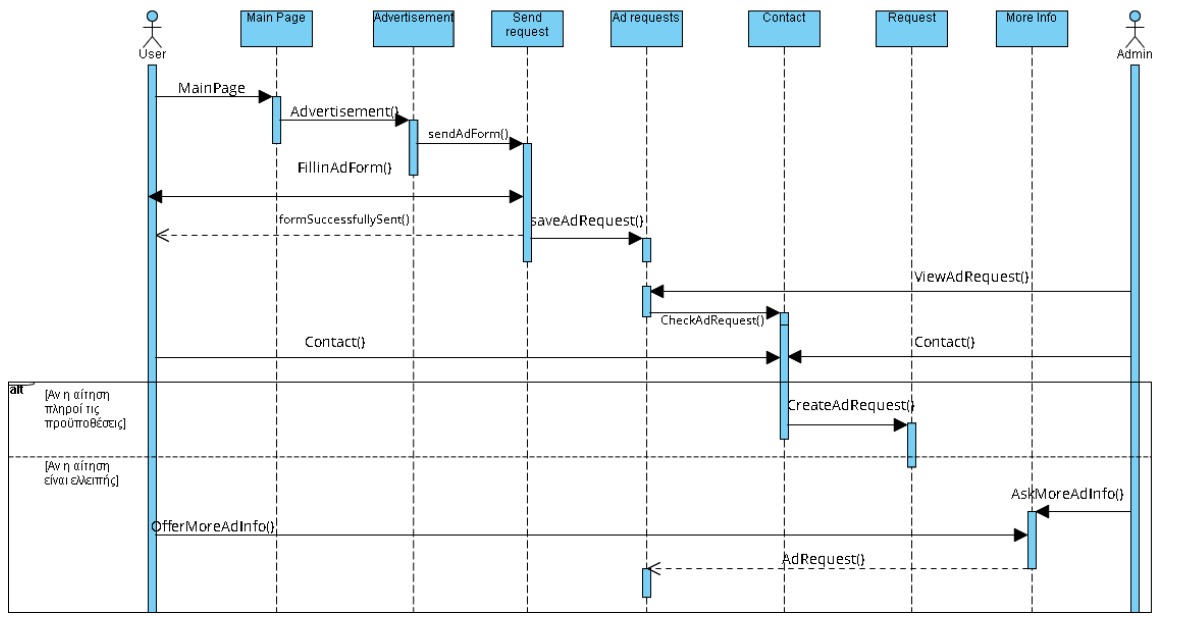 Main Page
Advertisement
Send
request
Ad requests
Contact
Request
More Info
User
Admin
MainPage
Advertisement()
sendAdForm()
FillinAdForm()
formSuccessfullySent()
saveAdRequest()
ViewAdRequest()
CheckAdRequest()
Contact()
Contact()
alt
[Αν η αίτηση
πληροί τις
προϋποθέσεις]
CreateAdRequest()
[Αν η αίτηση
είναι ελλειπής]
AskMoreAdInfo()
OfferMoreAdInfo()
AdRequest()